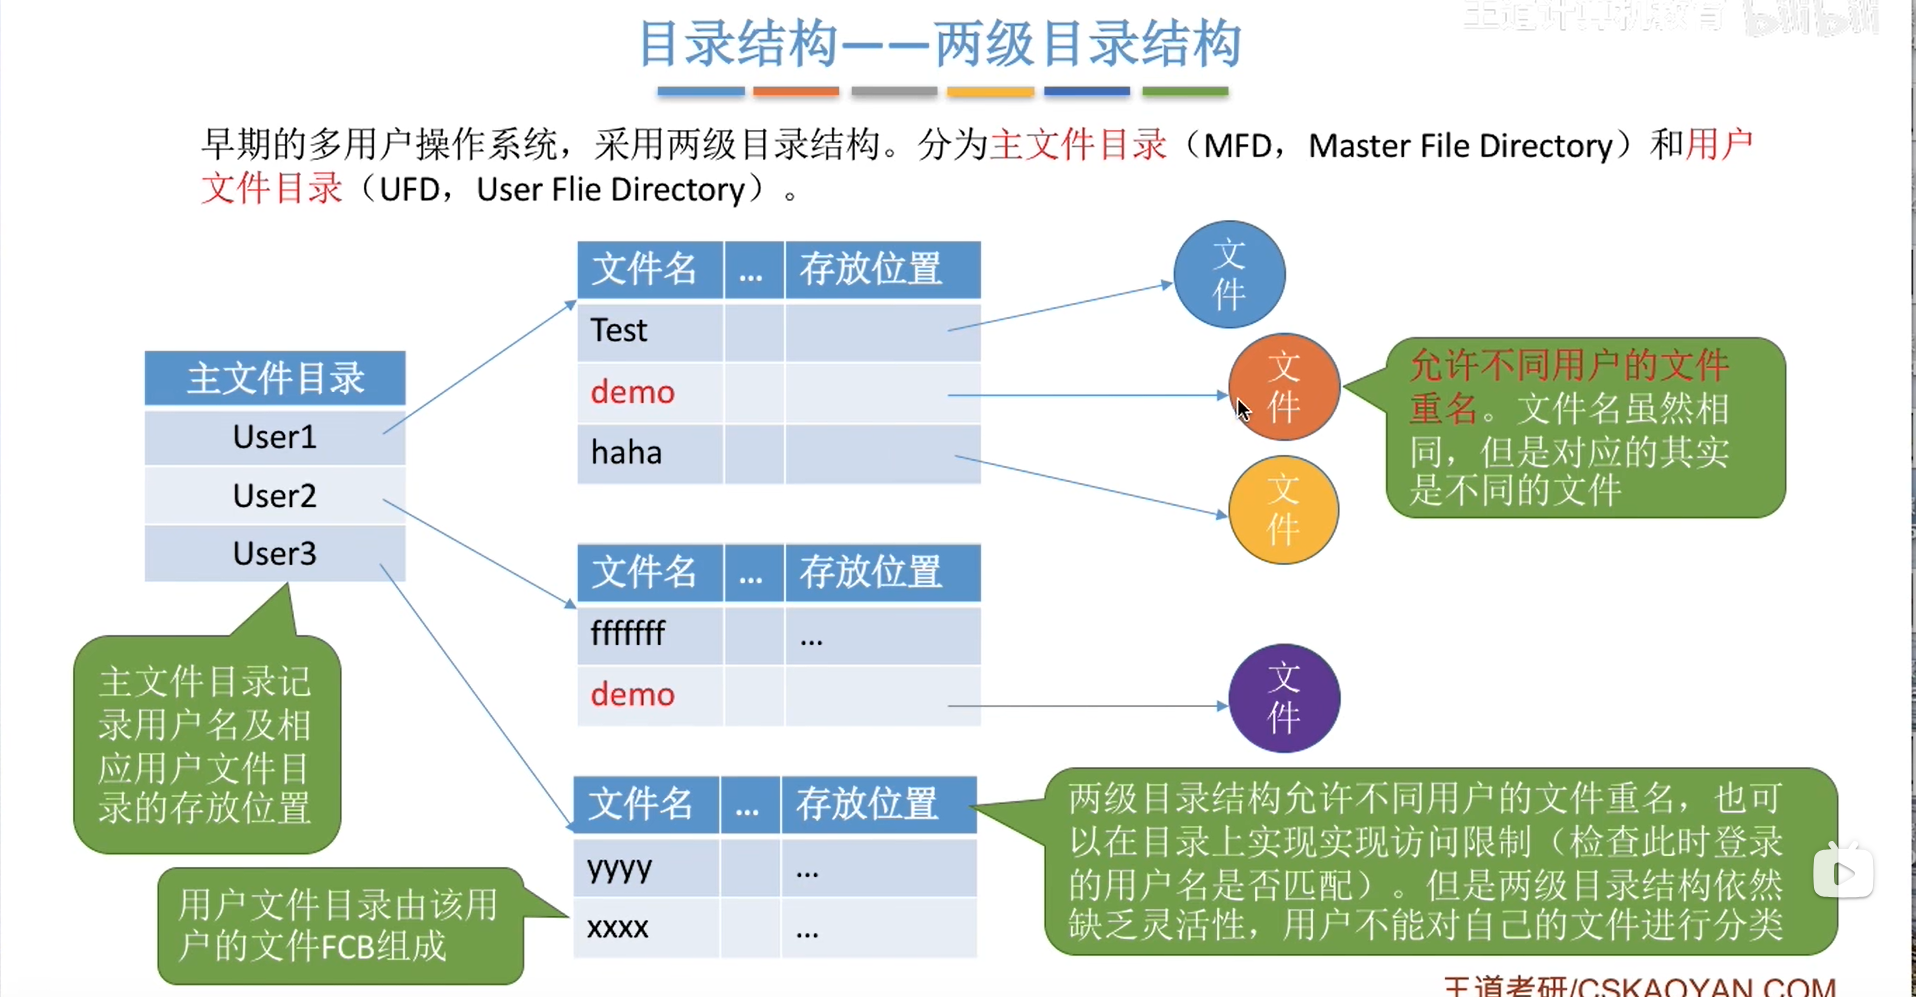 王道计算机教育 bilibili
目录结构——两级目录结构
早期的多用户操作系统，采用两级目录结构。分为主文件目录（MFD，Master File Directory）和用户
文件目录（UFD，User Flie Directory）。
主文件目录
User1
User2
User3
主文件目录记
录用户名及相
应用户文件目
录的存放位置
用户文件目录由该用
户的文件FCB组成
文件名 ... 存放位置
Test
demo
haha
文件名 ... 存放位置
fffffff ...
demo
文件名 ... 存放位置
yyyy ...
xxxx ...
文
件
文
件
文
件
文
件
允许不同用户的文件
重名。文件名虽然相
同，但是对应的其实
是不同的文件
两级目录结构允许不同用户的文件重名，也可
以在目录上实现实现访问限制（检查此时登录
的用户名是否匹配）。但是两级目录结构依然
缺乏灵活性，用户不能对自己的文件进行分类
王道考研/CSKAOYAN.COM